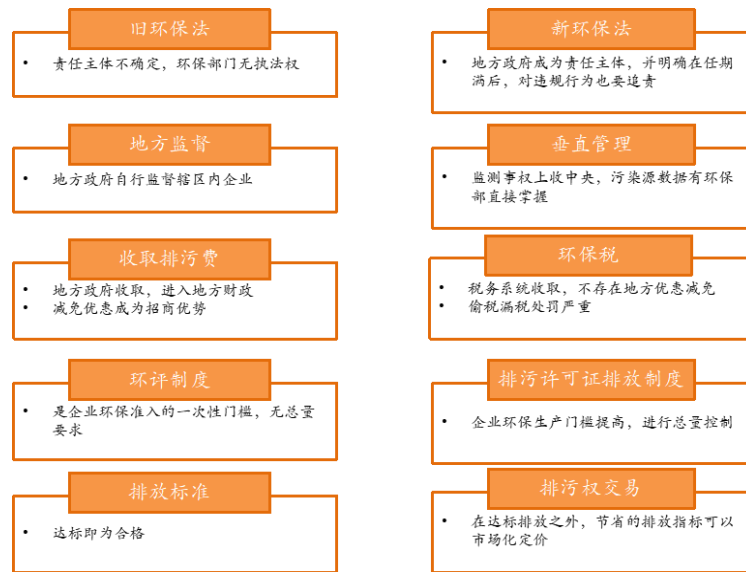 旧环保法
• 责任主体不确定，环保部门无执法权
新环保法
• 地方政府成为责任主体，并明确在任期
满后，对违规行为也要追责
地方监督
• 地方政府自行监督辖区内企业
垂直管理
• 监测事权上收中央，污染源数据有环保
部直接掌握
收取排污费
• 地方政府收取，进入地方财政
• 减免优惠成为招商优势
环保税
• 税务系统收取，不存在地方优惠减免
• 偷税漏税处罚严重
环评制度
• 是企业环保准入的一次性门槛，无总量
要求
排污许可证排放制度
• 企业环保生产门槛提高，进行总量控制
排放标准
• 达标即为合格
排污权交易
• 在达标排放之外，节省的排放指标可以
市场化定价